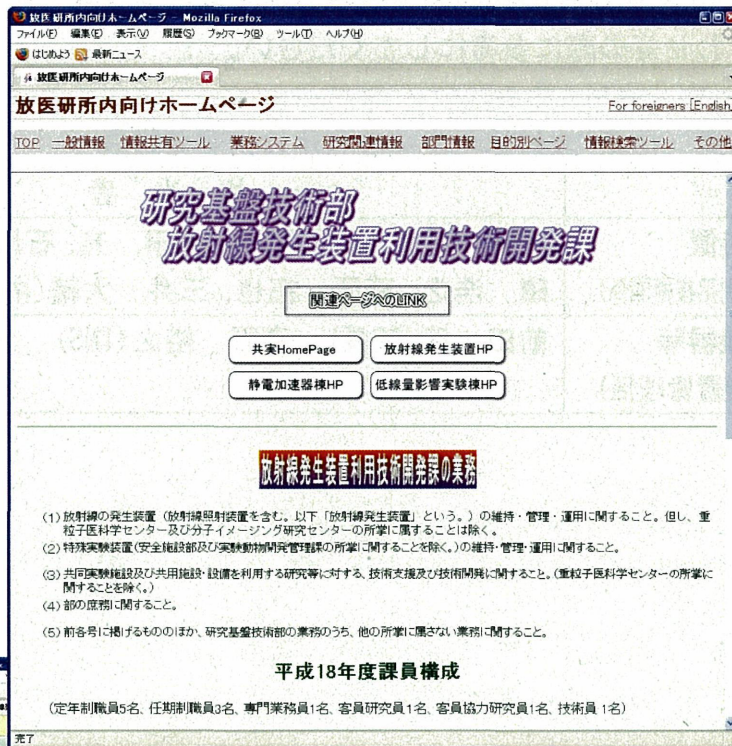 放医研所内向けホームページ - Mozilla Firefox
ファイル(F) 編集(E) 表示(V) 履歴(S) ブックマーク(B) ツール(T) ヘルプ(H)
はじめよう 最新ニュース
放医研所内向けホームページ
放医研所内向けホームページ
For foreigners [English]
TOP 一般情報 情報共有ツール 業務システム 研究関連情報 部門情報 目的別ページ 情報検索ツール その他
研究基盤技術部
放射線発生装置利用技術開発課
関連ページへのLINK
共実HomePage 放射線発生装置HP
静電加速器棟HP 低線量影響実験棟HP
放射線発生装置利用技術開発課の業務
(1) 放射線の発生装置（放射線照射装置を含む。以下「放射線発生装置」という。）の維持・管理・運用に関すること。但し、重
粒子医科学センター及び分子イメージング研究センターの所掌に属することは除く。
(2) 特殊実験装置(安全施設部及び実験動物開発管理課の所掌に関することを除く。)の維持・管理・運用に関すること。
(3) 共同実験施設及び共用施設・設備を利用する研究等に対する、技術支援及び技術開発に関すること。(重粒子医科学センターの所掌に
関することを除く。)
(4) 部の庶務に関すること。
(5) 前各号に掲げるもののほか、研究基盤技術部の業務のうち、他の所掌に属さない業務に関すること。
平成18年度課員構成
(定年制職員5名、任期制職員3名、専門業務員1名、客員研究員1名、客員協力研究員1名、技術員 1名)
完了